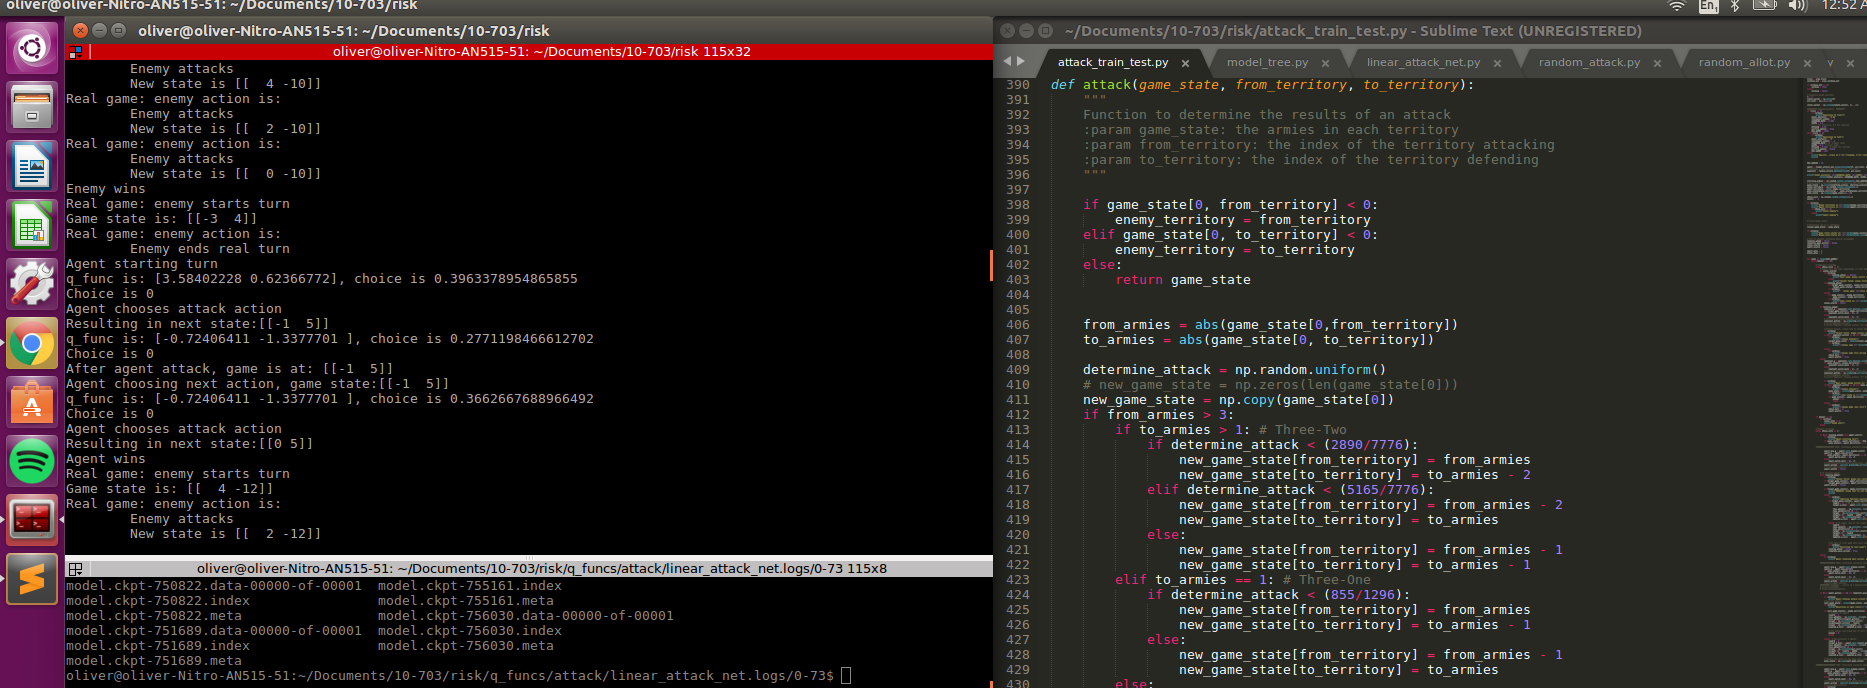 oliver@oliver-Nitro-AN515-51: ~/Documents/10-703/risk
En1
12:52
oliver@oliver-Nitro-AN515-51: ~/Documents/10-703/risk
oliver@oliver-Nitro-AN515-51: ~/Documents/10-703/risk 115x32
Enemy attacks
New state is [[  4 -10]]
Real game: enemy action is:
Enemy attacks
New state is [[  2 -10]]
Real game: enemy action is:
Enemy attacks
New state is [[  0 -10]]
Enemy wins
Real game: enemy starts turn
Game state is: [[-3  4]]
Real game: enemy action is:
Enemy ends real turn
Agent starting turn
q_func is: [3.58402228 0.62366772], choice is 0.3963378954865855
Choice is 0
Agent chooses attack action
Resulting in next state:[[-1  5]]
q_func is: [-0.72406411 -1.3377701 ], choice is 0.2771198466612702
Choice is 0
After agent attack, game is at: [[-1  5]]
Agent choosing next action, game state:[[-1  5]]
q_func is: [-0.72406411 -1.3377701 ], choice is 0.3662667688966492
Choice is 0
Agent chooses attack action
Resulting in next state:[[0 5]]
Agent wins
Real game: enemy starts turn
Game state is: [[  4 -12]]
Real game: enemy action is:
Enemy attacks
New state is [[  2 -12]]
oliver@oliver-Nitro-AN515-51: ~/Documents/10-703/risk/q_funcs/attack/linear_attack_net.logs/0-73 115x8
model.ckpt-750822.data-00000-of-00001  model.ckpt-755161.index
model.ckpt-750822.index  model.ckpt-755161.meta
model.ckpt-750822.meta  model.ckpt-756030.data-00000-of-00001
model.ckpt-751689.data-00000-of-00001  model.ckpt-756030.index
model.ckpt-751689.index  model.ckpt-756030.meta
model.ckpt-751689.meta
oliver@oliver-Nitro-AN515-51:~/Documents/10-703/risk/q_funcs/attack/linear_attack_net.logs/0-73$
~/Documents/10-703/risk/attack_train_test.py - Sublime Text (UNREGISTERED)
attack_train_test.py  model_tree.py  linear_attack_net.py  random_attack.py  random_allot.py
390 def attack(game_state, from_territory, to_territory):
391     """
392     Function to determine the results of an attack
393     :param game_state: the armies in each territory
394     :param from_territory: the index of the territory attacking
395     :param to_territory: the index of the territory defending
396     """
397
398     if game_state[0, from_territory] < 0:
399         enemy_territory = from_territory
400     elif game_state[0, to_territory] < 0:
401         enemy_territory = to_territory
402     else:
403         return game_state
404
405
406     from_armies = abs(game_state[0,from_territory])
407     to_armies = abs(game_state[0, to_territory])
408
409     determine_attack = np.random.uniform()
410     # new_game_state = np.zeros(len(game_state[0]))
411     new_game_state = np.copy(game_state[0])
412     if from_armies > 3:
413         if to_armies > 1: # Three-Two
414             if determine_attack < (2890/7776):
415                 new_game_state[from_territory] = from_armies
416                 new_game_state[to_territory] = to_armies - 2
417             elif determine_attack < (5165/7776):
418                 new_game_state[from_territory] = from_armies - 2
419                 new_game_state[to_territory] = to_armies
420             else:
421                 new_game_state[from_territory] = from_armies - 1
422                 new_game_state[to_territory] = to_armies - 1
423         elif to_armies == 1: # Three-One
424             if determine_attack < (855/1296):
425                 new_game_state[from_territory] = from_armies
426                 new_game_state[to_territory] = to_armies - 1
427             else:
428                 new_game_state[from_territory] = from_armies - 1
429                 new_game_state[to_territory] = to_armies
430         else: